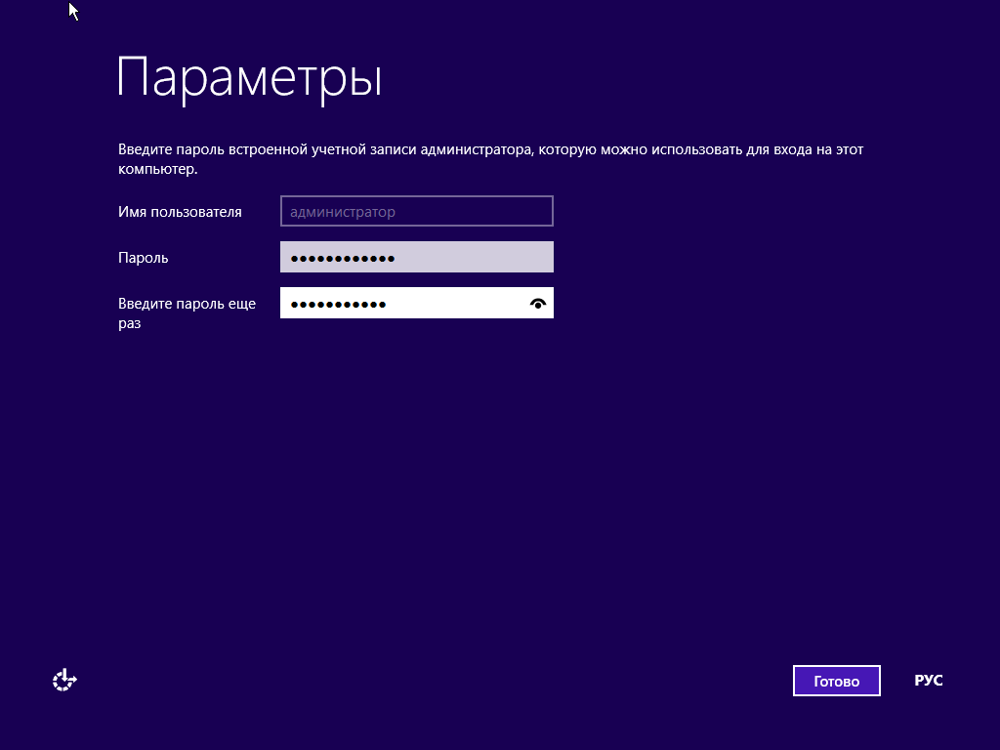 Параметры
Введите пароль встроенной учетной записи администратора, которую можно использовать для входа на этот
компьютер.
Имя пользователя
администратор
Пароль
●●●●●●●●●●●●
Введите пароль еще
раз
●●●●●●●●●●●
Готово
РУС